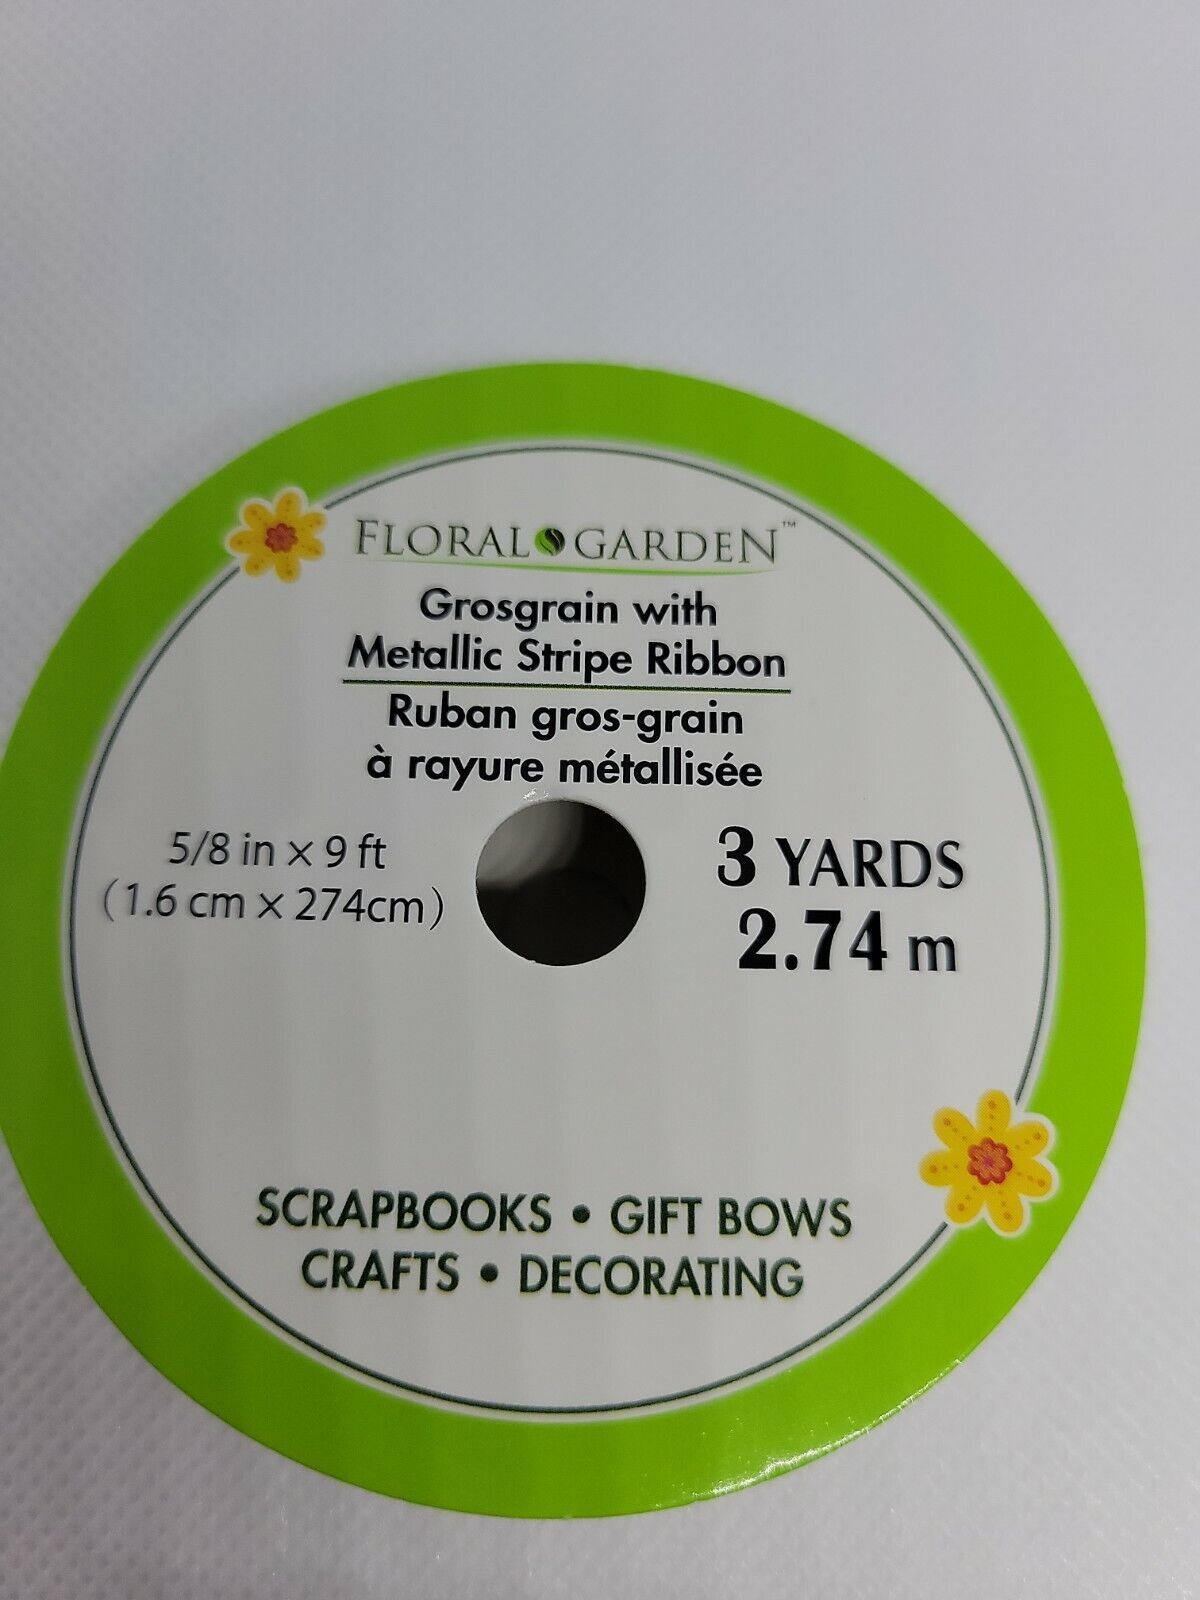 FLORAL GARDEN™
Grosgrain with
Metallic Stripe Ribbon
Ruban gros-grain
à rayure métallisée
5/8 in × 9 ft
(1.6 cm × 274cm)
3 YARDS
2.74 m
SCRAPBOOKS • GIFT BOWS
CRAFTS • DECORATING